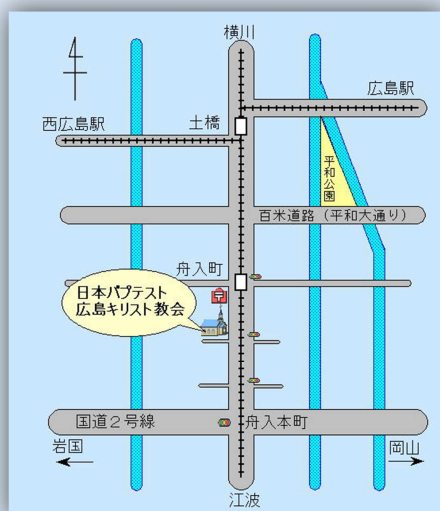 横川
広島駅
西広島駅
土橋
平和公園
百米道路（平和大通り）
舟入町
日本バプテスト
広島キリスト教会
国道２号線
舟入本町
岩国
岡山
江波